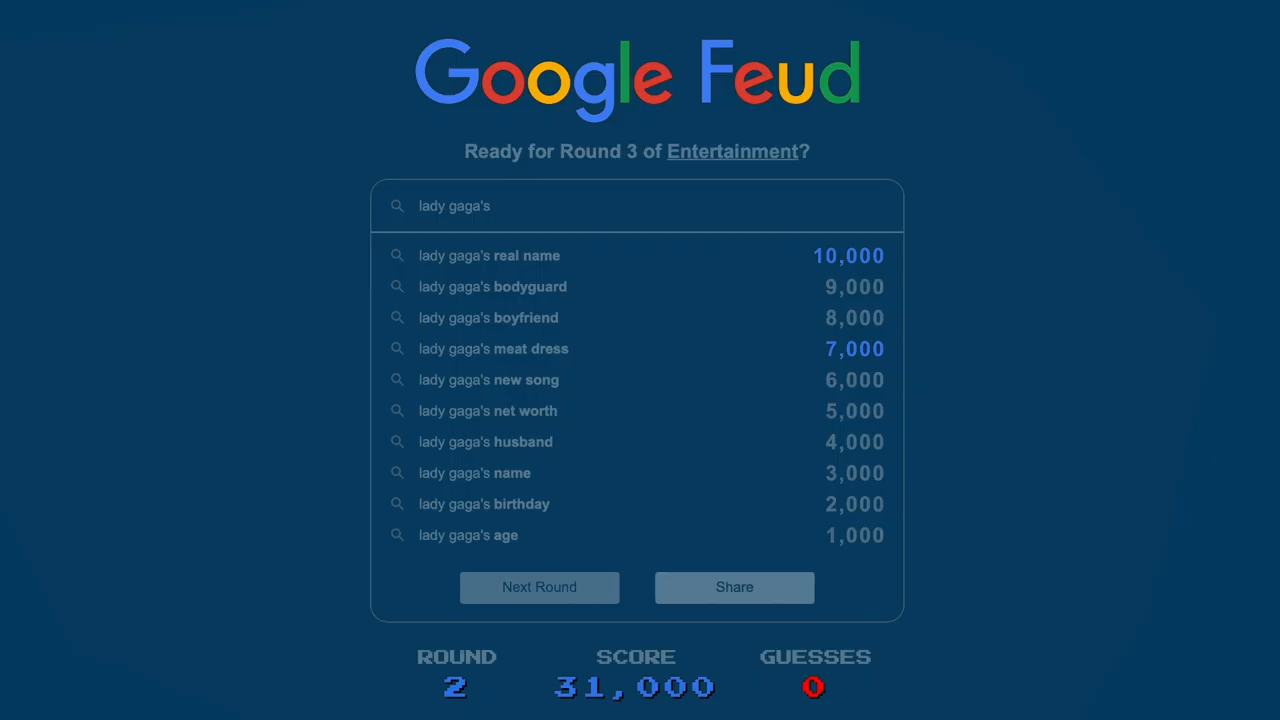 Google Feud
Ready for Round 3 of Entertainment?
lady gaga's
lady gaga's real name 10,000
lady gaga's bodyguard 9,000
lady gaga's boyfriend 8,000
lady gaga's meat dress 7,000
lady gaga's new song 6,000
lady gaga's net worth 5,000
lady gaga's husband 4,000
lady gaga's name 3,000
lady gaga's birthday 2,000
lady gaga's age 1,000
Next Round Share
ROUND SCORE GUESSES
2 31,000 0